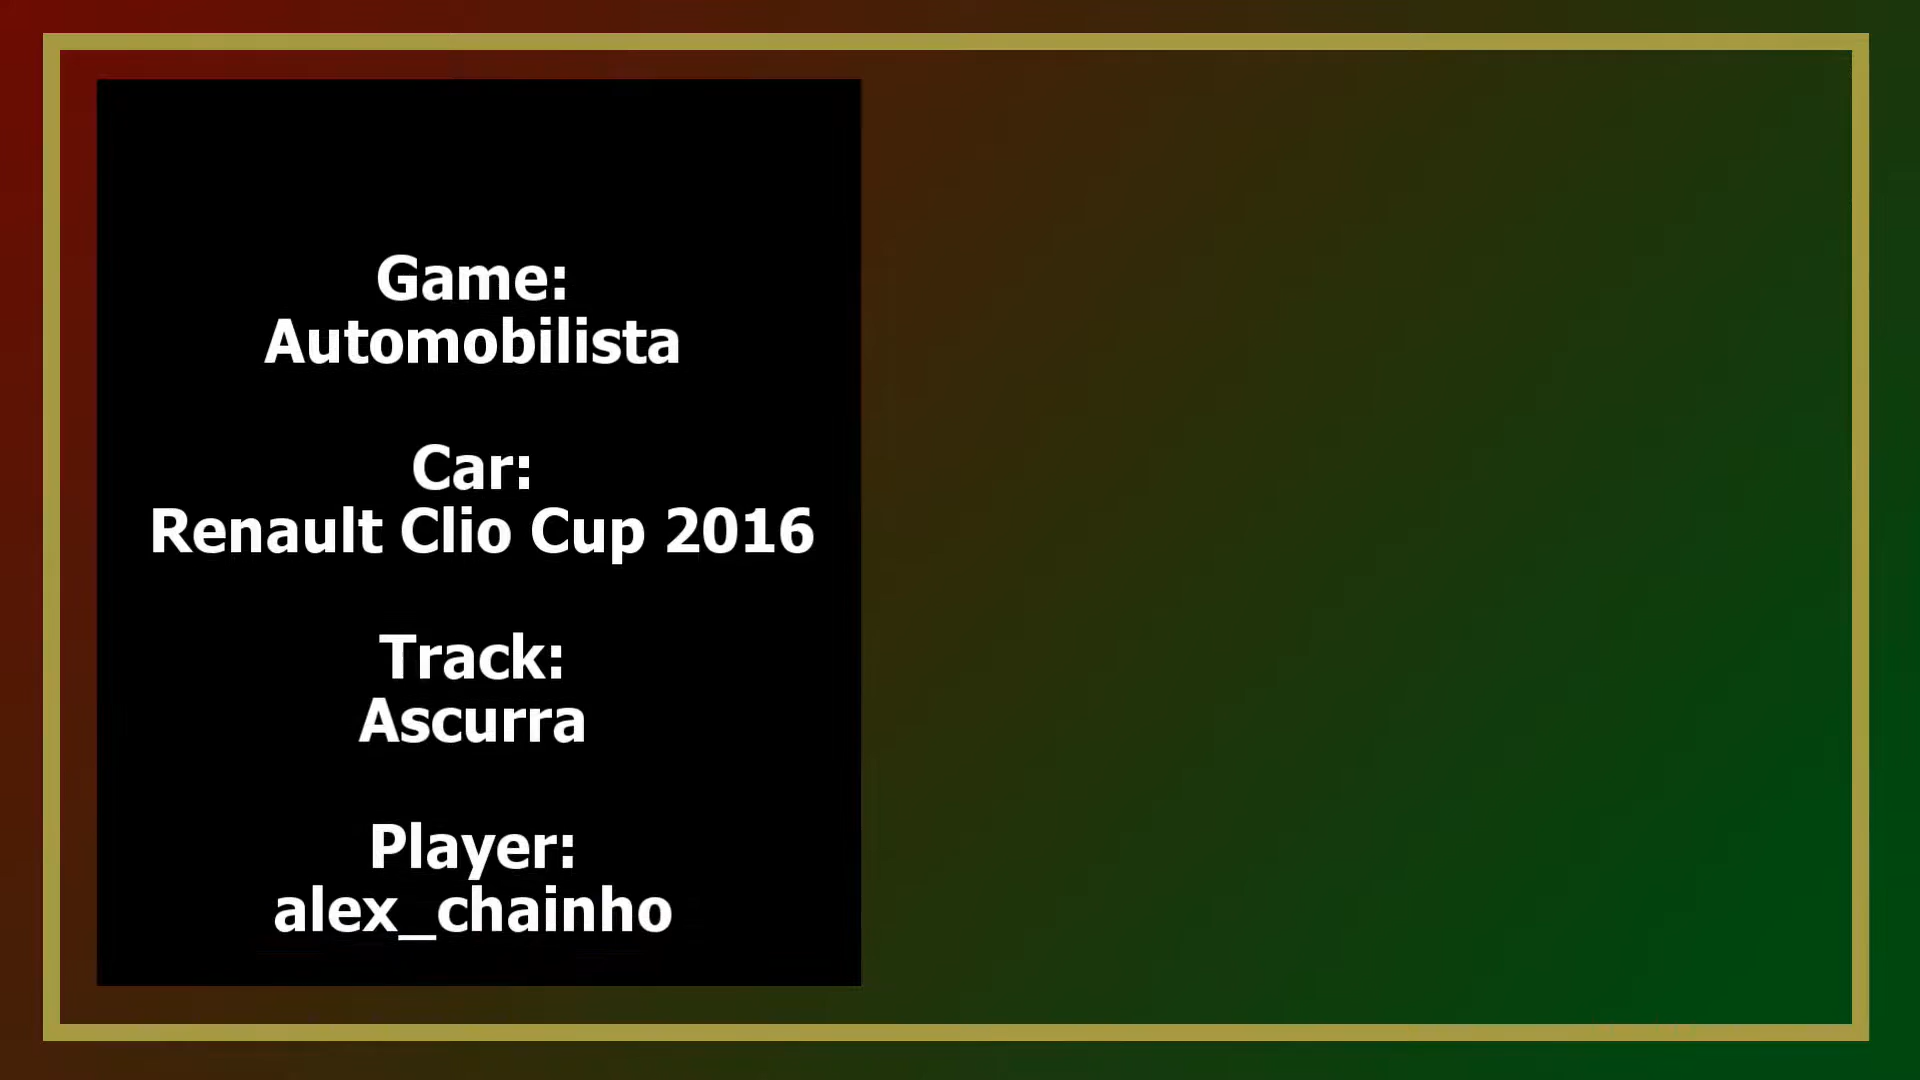 Game:
Automobilista
Car:
Renault Clio Cup 2016
Track:
Ascurra
Player:
alex_chainho